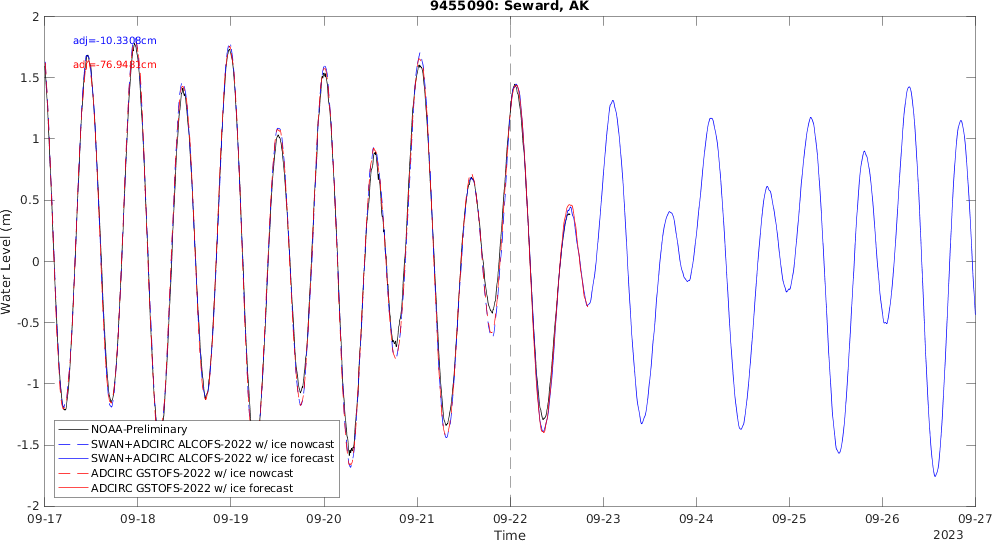 9455090: Seward, AK
adj=-10.3308cm
adj=-76.9481cm
2
1.5
1
0.5
0
-0.5
-1
-1.5
-2
Water Level (m)
NOAA-Preliminary
SWAN+ADCIRC ALCOFS-2022 w/ ice nowcast
SWAN+ADCIRC ALCOFS-2022 w/ ice forecast
ADCIRC GSTOFS-2022 w/ ice nowcast
ADCIRC GSTOFS-2022 w/ ice forecast
09-17 09-18 09-19 09-20 09-21 09-22 09-23 09-24 09-25 09-26 09-27
Time
2023